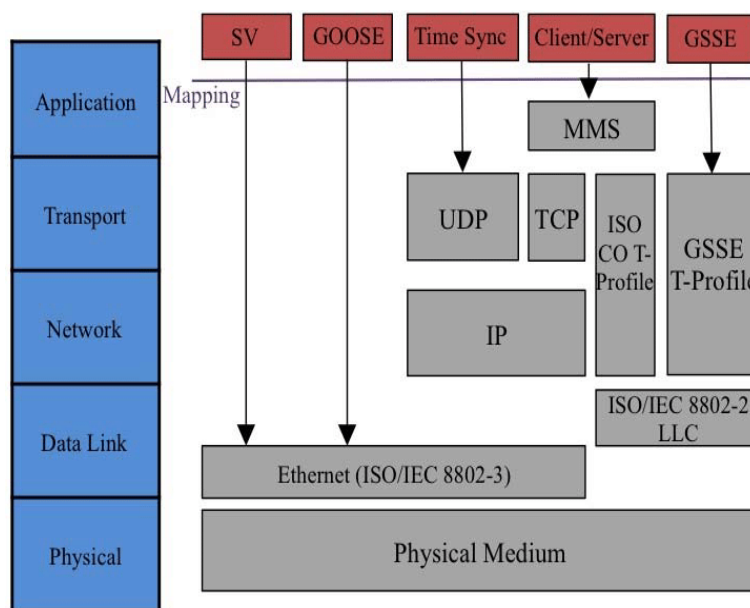 SV
GOOSE
Time Sync
Client/Server
GSSE
Application
Mapping
MMS
Transport
UDP
TCP
ISO
CO T-
Profile
GSSE
T-Profile
Network
IP
Data Link
ISO/IEC 8802-2
LLC
Ethernet (ISO/IEC 8802-3)
Physical
Physical Medium